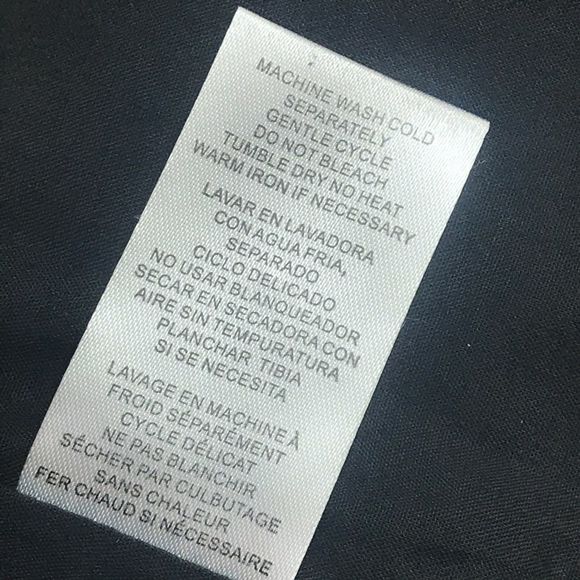 MACHINE WASH COLD
SEPARATELY
GENTLE CYCLE
DO NOT BLEACH
TUMBLE DRY NO HEAT
WARM IRON IF NECESSARY
LAVAR EN LAVADORA
CON AGUA FRIA,
SEPARADO
CICLO DELICADO
NO USAR BLANQUEADOR
SECAR EN SECADORA CON
AIRE SIN TEMPURATURA
PLANCHAR TIBIA
SI SE NECESITA
LAVAGE EN MACHINE À
FROID SÉPARÉMENT
CYCLE DÉLICAT
NE PAS BLANCHIR
SÉCHER PAR CULBUTAGE
SANS CHALEUR
FER CHAUD SI NÉCESSAIRE